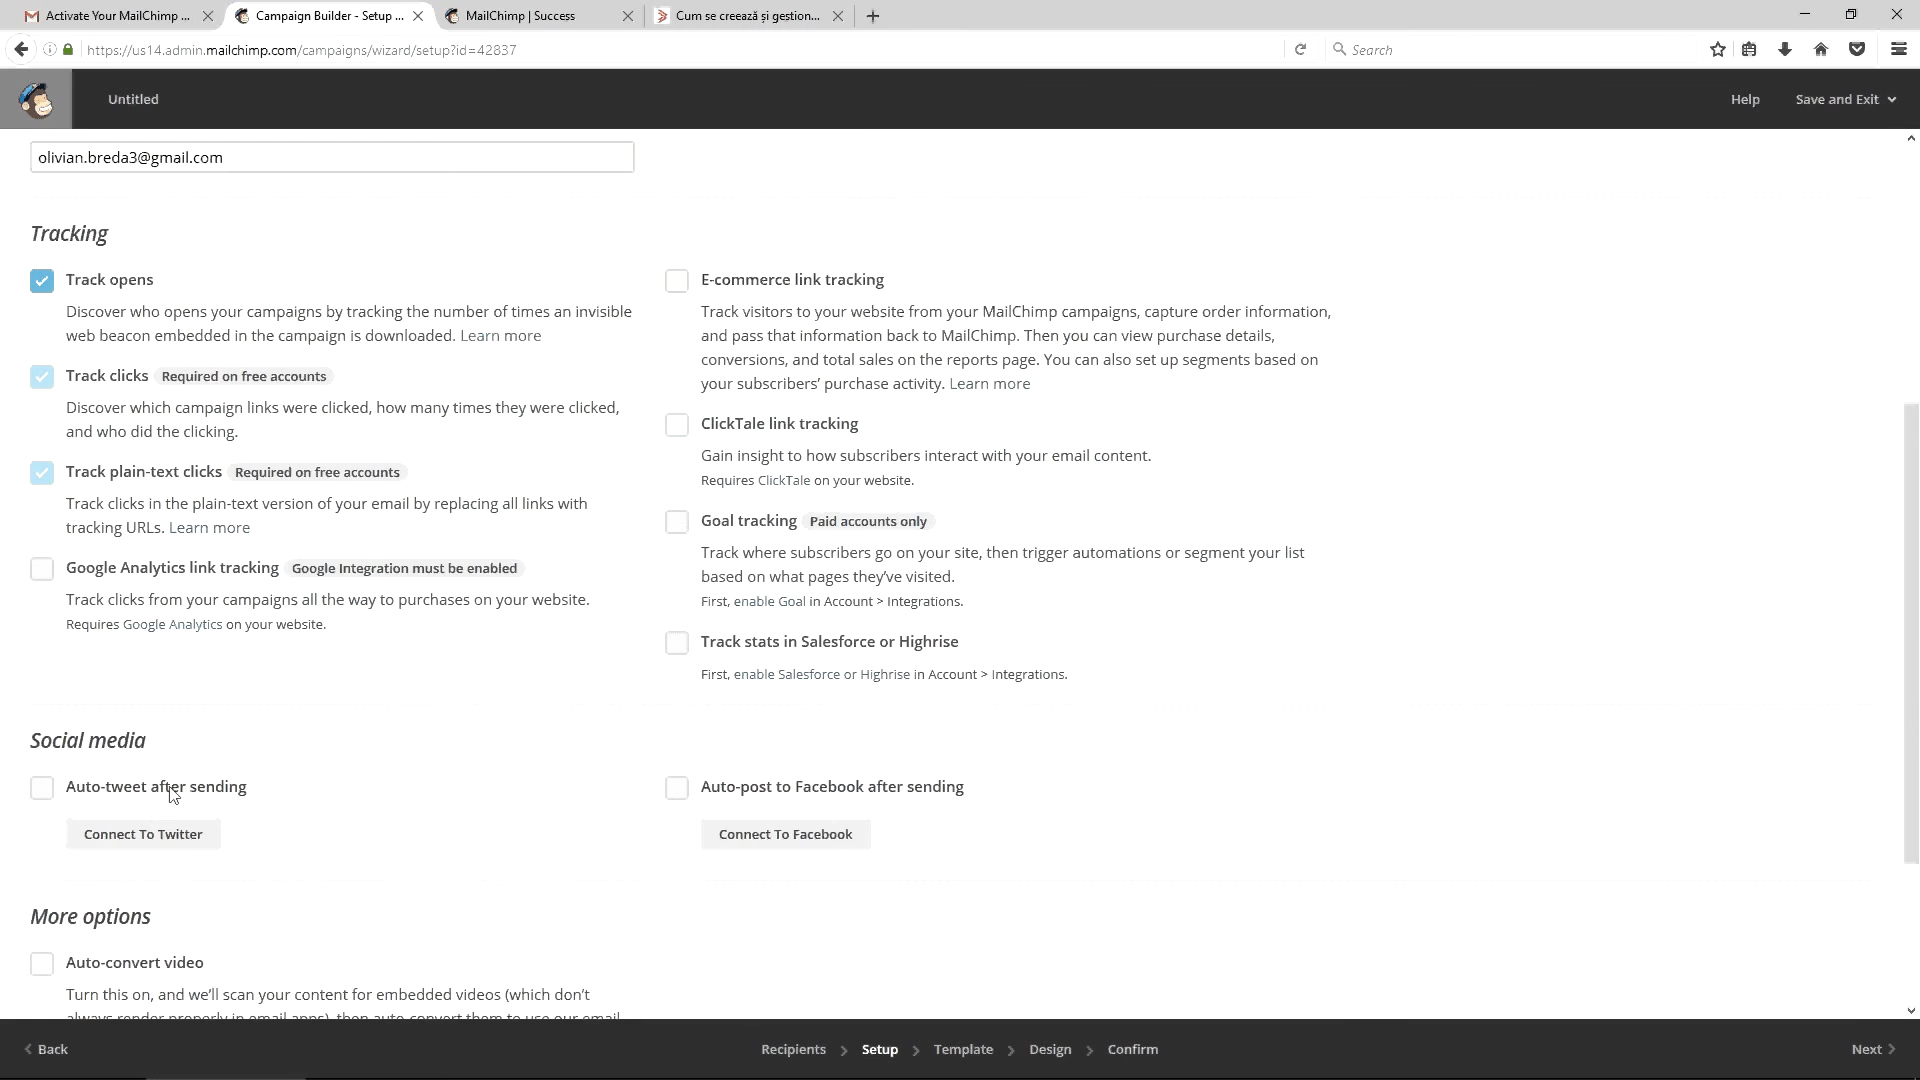 Activate Your MailChimp ...
Campaign Builder - Setup ...
MailChimp | Success
Cum se creează și gestion...
https://us14.admin.mailchimp.com/campaigns/wizard/setup?id=42837
Search
Untitled
Help
Save and Exit
olivian.breda3@gmail.com
Tracking
Track opens
Discover who opens your campaigns by tracking the number of times an invisible
web beacon embedded in the campaign is downloaded. Learn more
Track clicks Required on free accounts
Discover which campaign links were clicked, how many times they were clicked,
and who did the clicking.
Track plain-text clicks Required on free accounts
Track clicks in the plain-text version of your email by replacing all links with
tracking URLs. Learn more
Google Analytics link tracking Google Integration must be enabled
Track clicks from your campaigns all the way to purchases on your website.
Requires Google Analytics on your website.
E-commerce link tracking
Track visitors to your website from your MailChimp campaigns, capture order information,
and pass that information back to MailChimp. Then you can view purchase details,
conversions, and total sales on the reports page. You can also set up segments based on
your subscribers’ purchase activity. Learn more
ClickTale link tracking
Gain insight to how subscribers interact with your email content.
Requires ClickTale on your website.
Goal tracking Paid accounts only
Track where subscribers go on your site, then trigger automations or segment your list
based on what pages they’ve visited.
First, enable Goal in Account > Integrations.
Track stats in Salesforce or Highrise
First, enable Salesforce or Highrise in Account > Integrations.
Social media
Auto-tweet after sending
Connect To Twitter
Auto-post to Facebook after sending
Connect To Facebook
More options
Auto-convert video
Turn this on, and we’ll scan your content for embedded videos (which don’t
always render properly in email apps), then auto-convert them to use our email
Back
Recipients
Setup
Template
Design
Confirm
Next